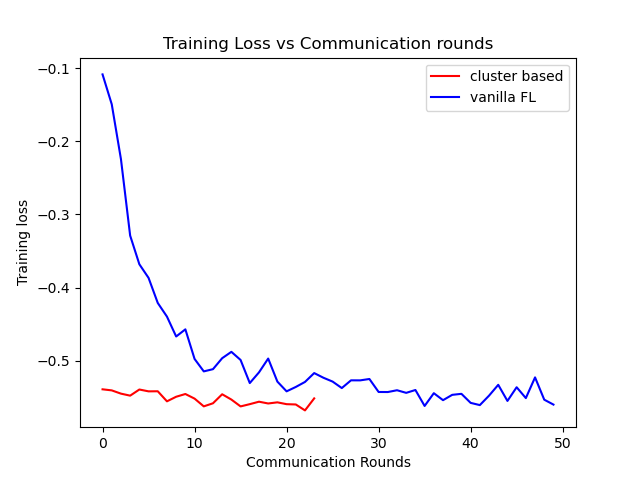 Training Loss vs Communication rounds
cluster based
vanilla FL
−0.1
−0.2
−0.3
−0.4
−0.5
Training loss
0
10
20
30
40
50
Communication Rounds